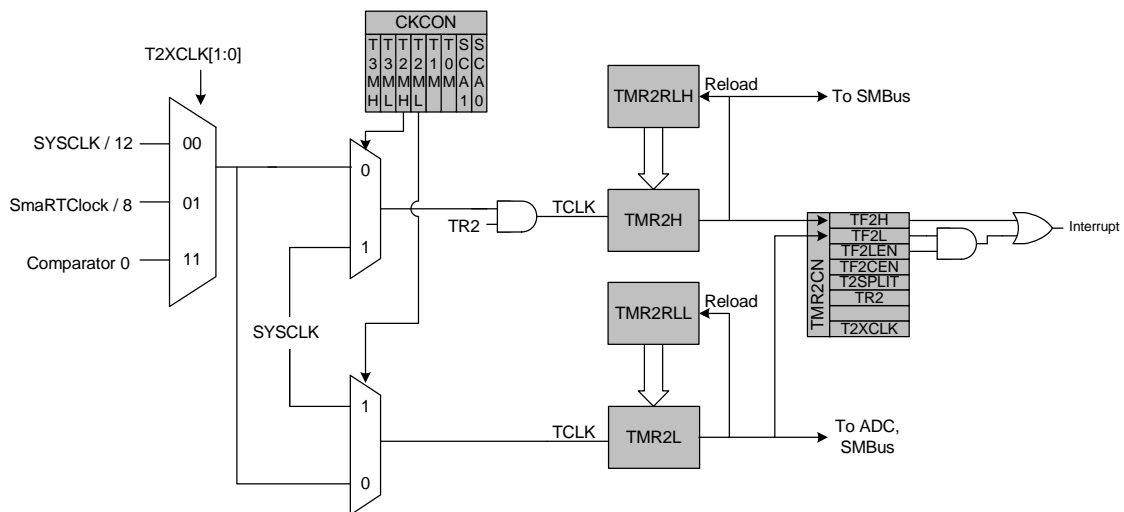 CKCON
T3MH
T3ML
T2MH
T2ML
T1M
T0M
SCA1
SCA0
T2XCLK[1:0]
SYSCLK / 12
00
SmaRTClock / 8
01
Comparator 0
11
0
1
TR2
TCLK
TMR2RLH
Reload
To SMBus
TMR2H
TMR2CN
TF2H
TF2L
TF2LEN
TF2CEN
T2SPLIT
TR2
T2XCLK
Interrupt
SYSCLK
1
0
TCLK
TMR2RLL
Reload
TMR2L
To ADC,
SMBus